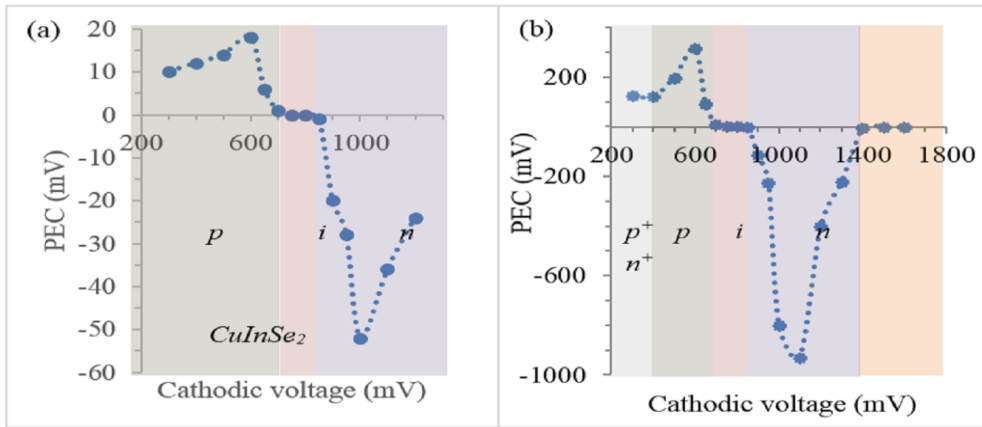 (a)
20
10
0
-10
-20
-30
-40
-50
-60
200
600
1000
PEC (mV)
p
i
n
CuInSe₂
Cathodic voltage (mV)
(b)
200
-200
-600
-1000
200
600
1000
1400
1800
PEC (mV)
p⁺
n⁺
p
i
n
Cathodic voltage (mV)